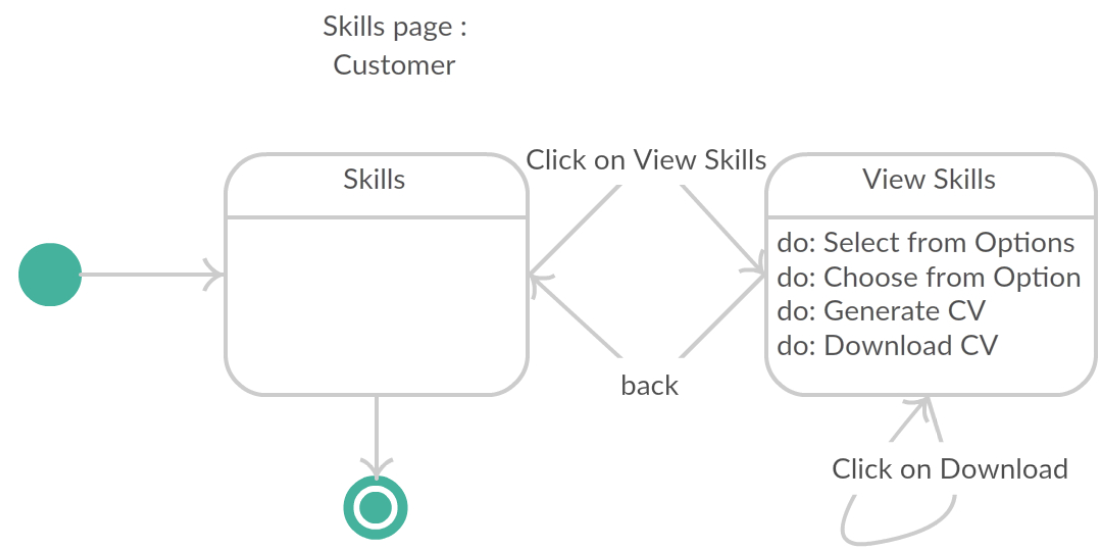 Skills page :
Customer
Skills
Click on View Skills
View Skills
do: Select from Options
do: Choose from Option
do: Generate CV
do: Download CV
back
Click on Download